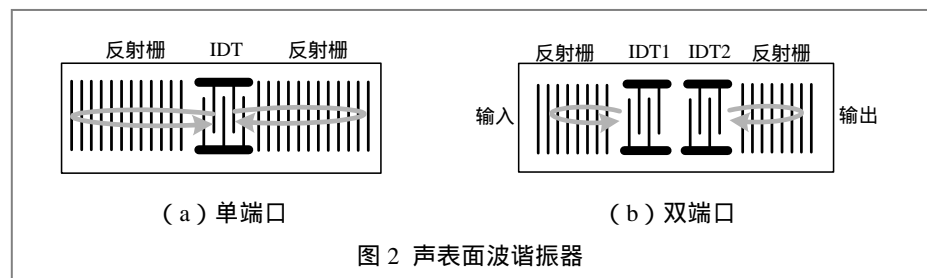 反射栅 IDT 反射栅
反射栅 IDT1 IDT2 反射栅
输入 输出
（a）单端口
（b）双端口
图 2 声表面波谐振器